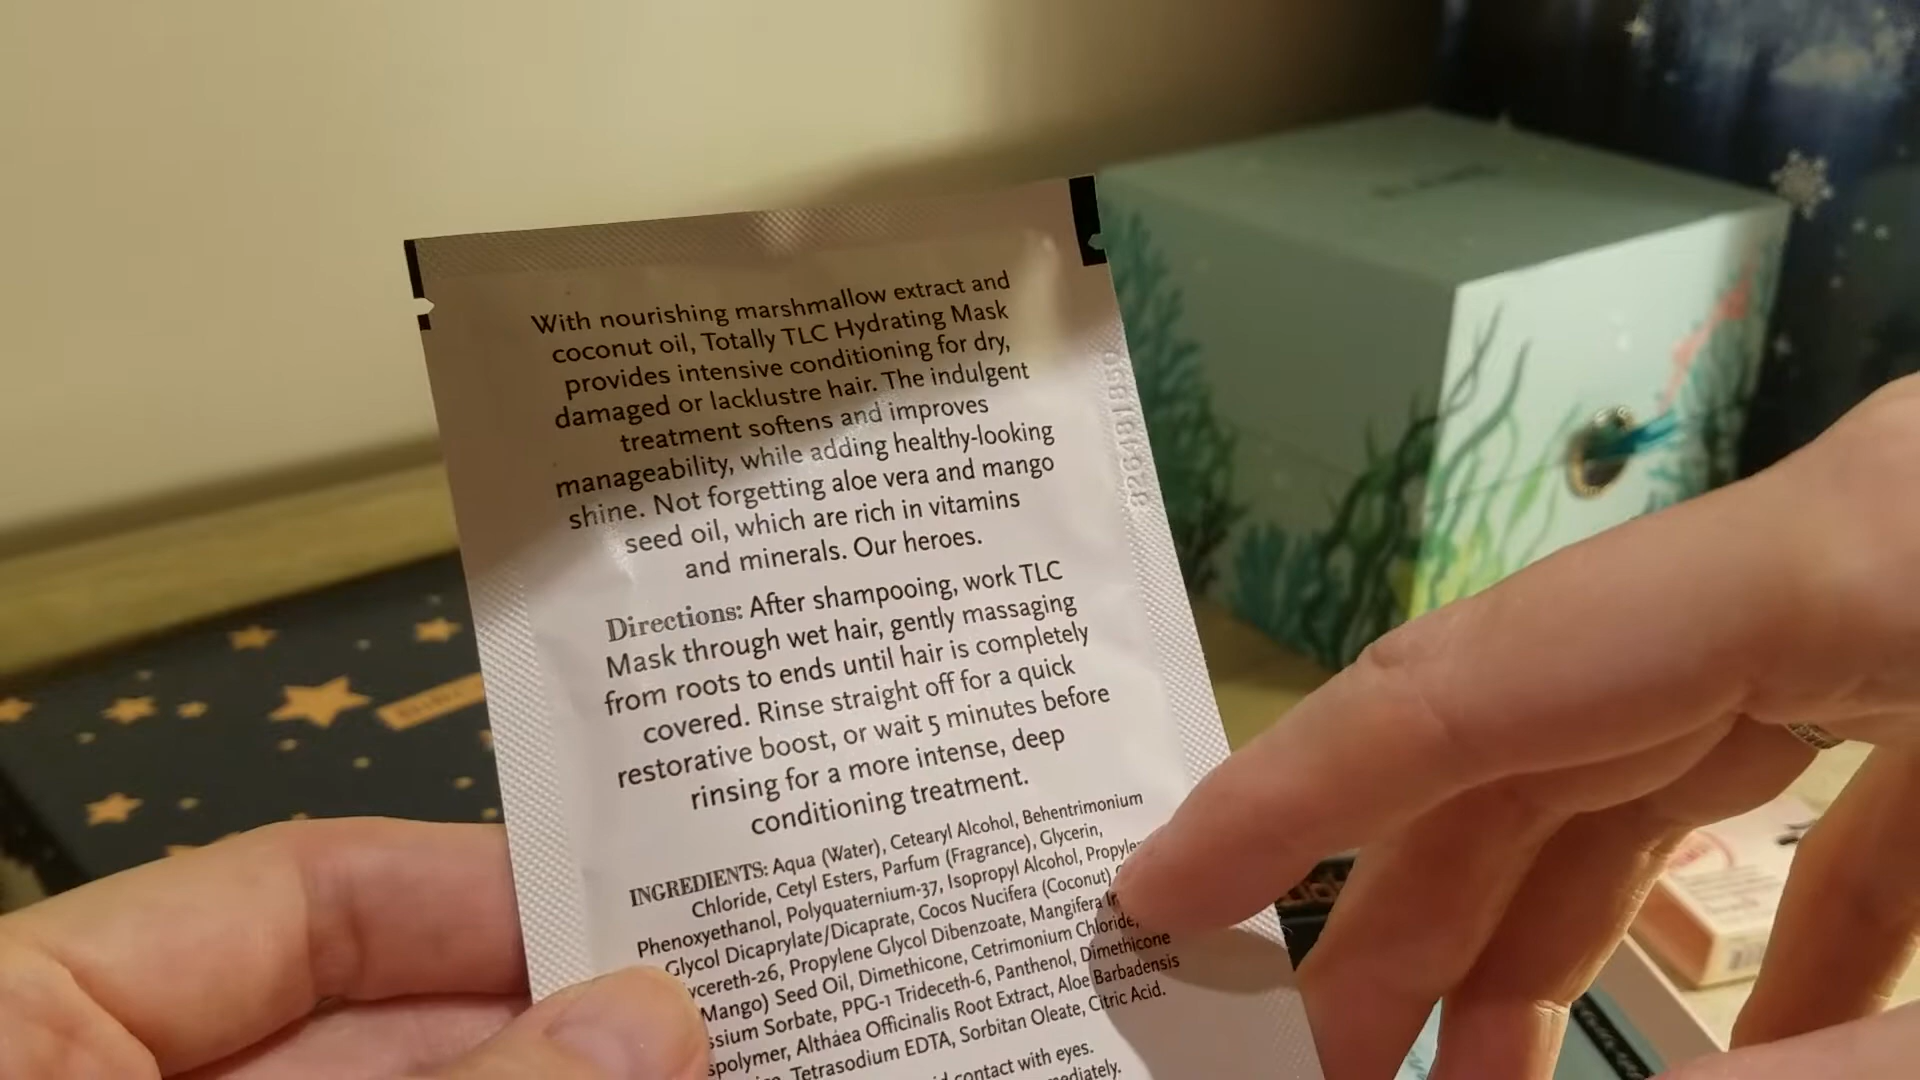 With nourishing marshmallow extract and
coconut oil, Totally TLC Hydrating Mask
provides intensive conditioning for dry,
damaged or lacklustre hair. The indulgent
treatment softens and improves
manageability, while adding healthy-looking
shine. Not forgetting aloe vera and mango
seed oil, which are rich in vitamins
and minerals. Our heroes.
Directions: After shampooing, work TLC
Mask through wet hair, gently massaging
from roots to ends until hair is completely
covered. Rinse straight off for a quick
restorative boost, or wait 5 minutes before
rinsing for a more intense, deep
conditioning treatment.
INGREDIENTS: Aqua (Water), Cetearyl Alcohol, Behentrimonium
Chloride, Cetyl Esters, Parfum (Fragrance), Glycerin,
Phenoxyethanol, Polyquaternium-37, Isopropyl Alcohol,
Glycol Dicaprylate/Dicaprate, Cocos Nucifera (Coconut)
Propylene Glycol Dibenzoate, Mangifera
Mango) Seed Oil, Dimethicone, Cetrimonium Chloride,
Sorbate, PPG-1 Trideceth-6, Panthenol, Dimethicone
Althaea Officinalis Root Extract, Aloe Barbadensis
Tetrasodium EDTA, Sorbitan Oleate, Citric Acid.
contact with eyes.